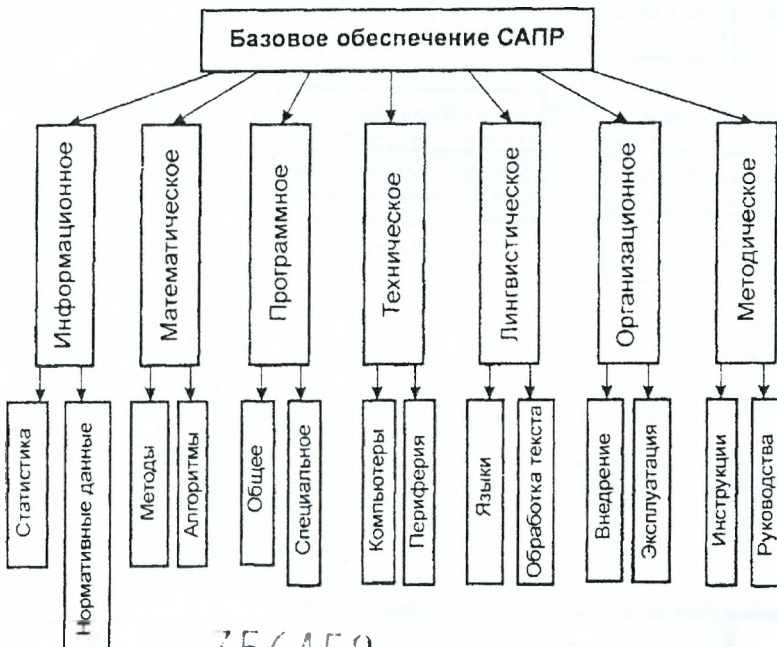 Базовое обеспечение САПР
Информационное
Математическое
Программное
Техническое
Лингвистическое
Организационное
Методическое
Статистика
Нормативные данные
Методы
Алгоритмы
Общее
Специальное
Компьютеры
Периферия
Языки
Обработка текста
Внедрение
Эксплуатация
Инструкции
Руководства